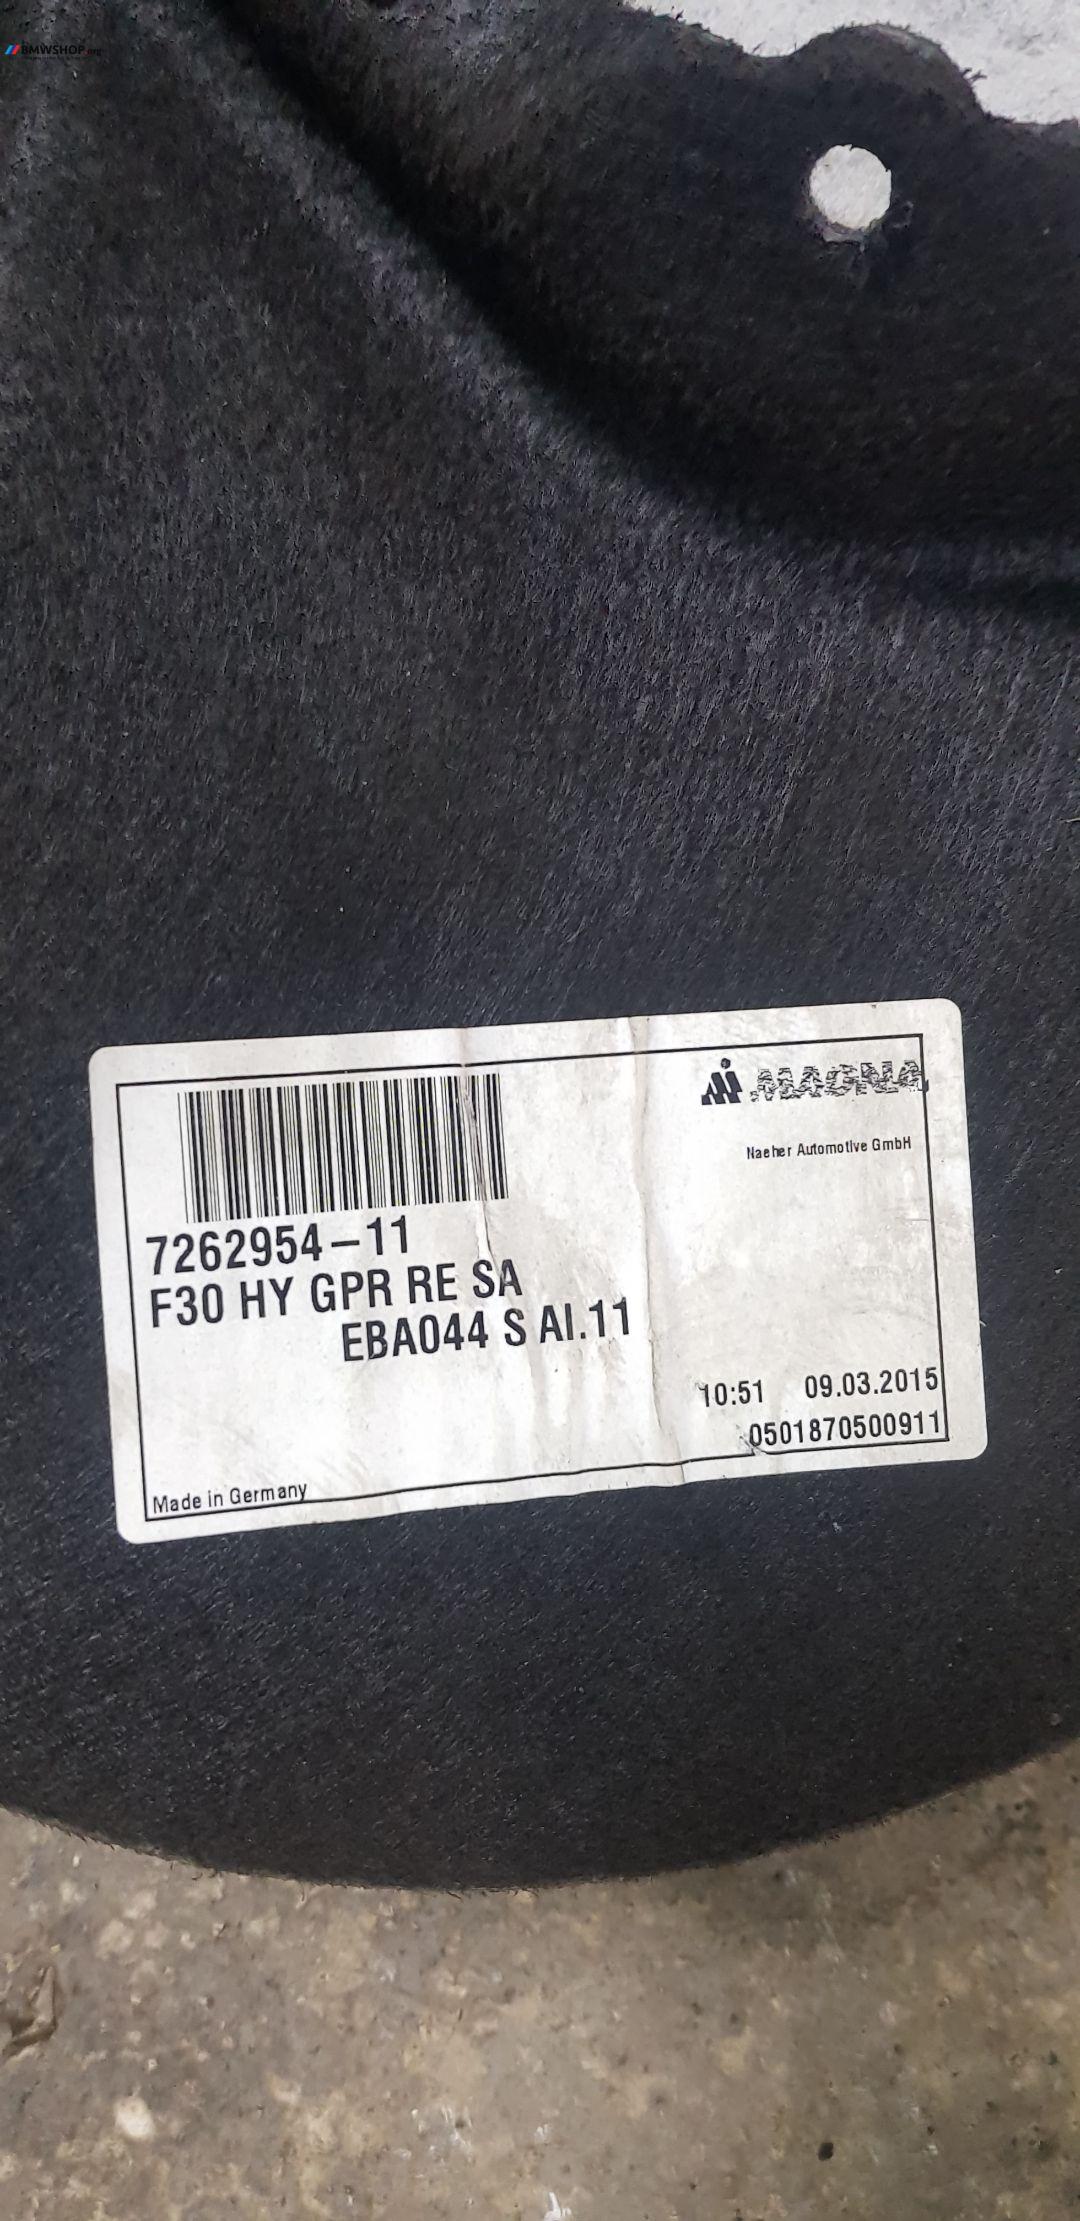 BMWSHOP.org
MAGNA
Naeher Automotive GmbH
7262954-11
F30 HY GPR RE SA
EBA044 S AI.11
10:51 09.03.2015
0501870500911
Made in Germany